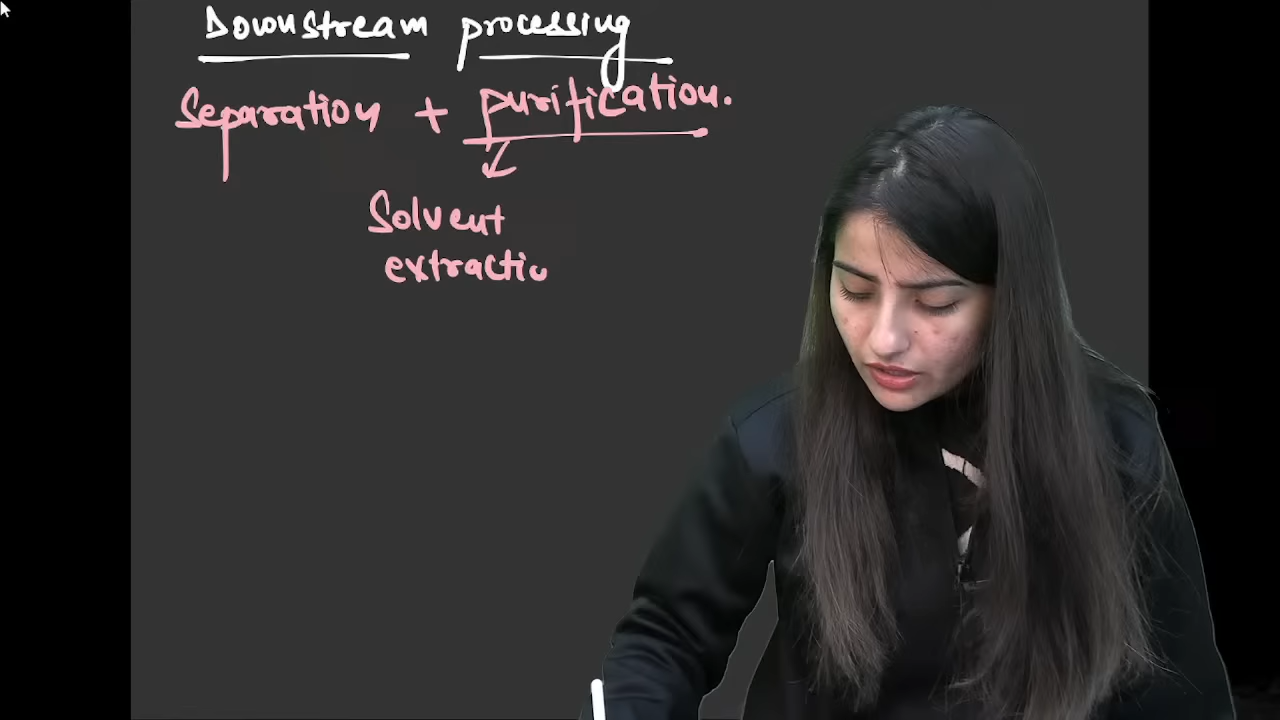 Downstream processing
Separation + purification.
Solvent
extractio